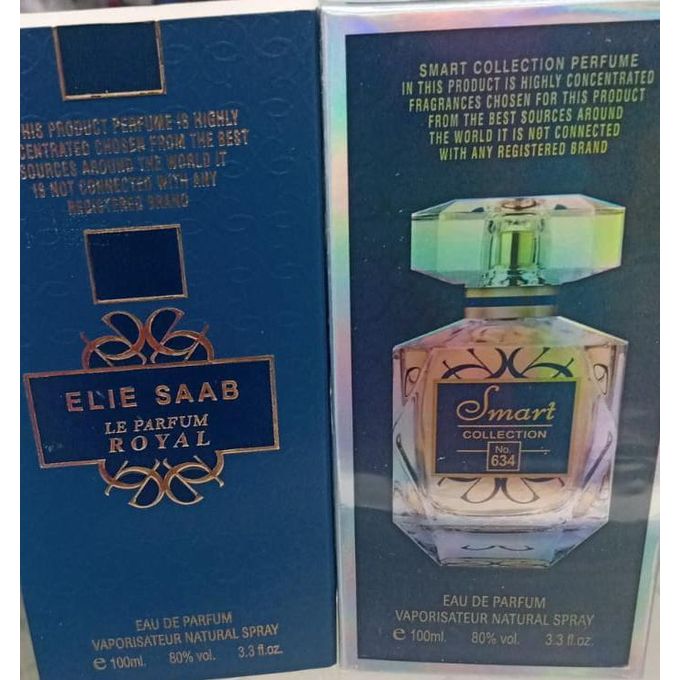 THIS PRODUCT PERFUME IS HIGHLY
CENTRATED CHOSEN FROM THE BEST
SOURCES AROUND THE WORLD IT
IS NOT CONNECTED WITH ANY
REGISTERED BRAND
ELIE SAAB
LE PARFUM
ROYAL
EAU DE PARFUM
VAPORISATEUR NATURAL SPRAY
e 100ml. 80% vol. 3.3 fl.oz.
SMART COLLECTION PERFUME
IN THIS PRODUCT IS HIGHLY CONCENTRATED
FRAGRANCES CHOSEN FOR THIS PRODUCT
FROM THE BEST SOURCES AROUND
THE WORLD IT IS NOT CONNECTED
WITH ANY REGISTERED BRAND
Smart
COLLECTION
No.
634
EAU DE PARFUM
VAPORISATEUR NATURAL SPRAY
e 100ml. 80% vol. 3.3 fl.oz.